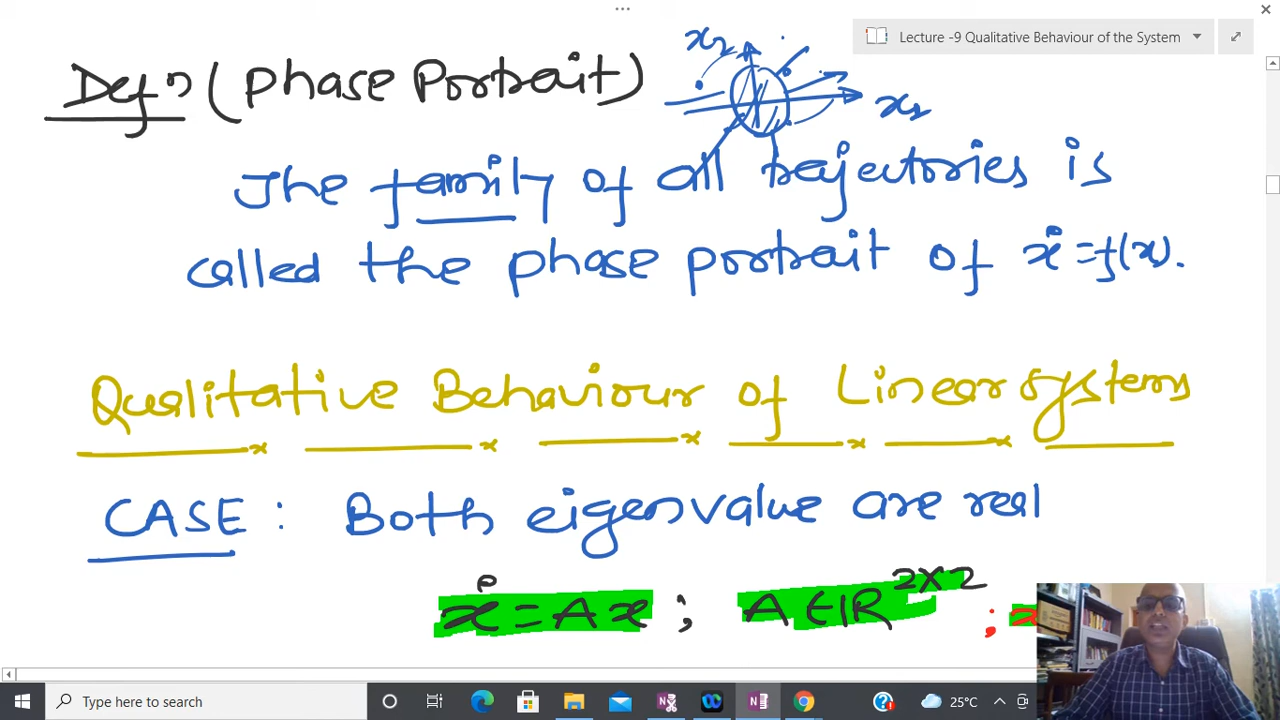 Lecture -9 Qualitative Behaviour of the System
Defn (Phase Portrait)
x2
x1
The family of all trajectories is
called the phase portrait of ẋ=f(x).
Qualitative Behaviour of Linear systems
CASE : Both eigenvalue are real
ẋ = Ax ; A ∈ IR^2x2 ;
Type here to search
25°C